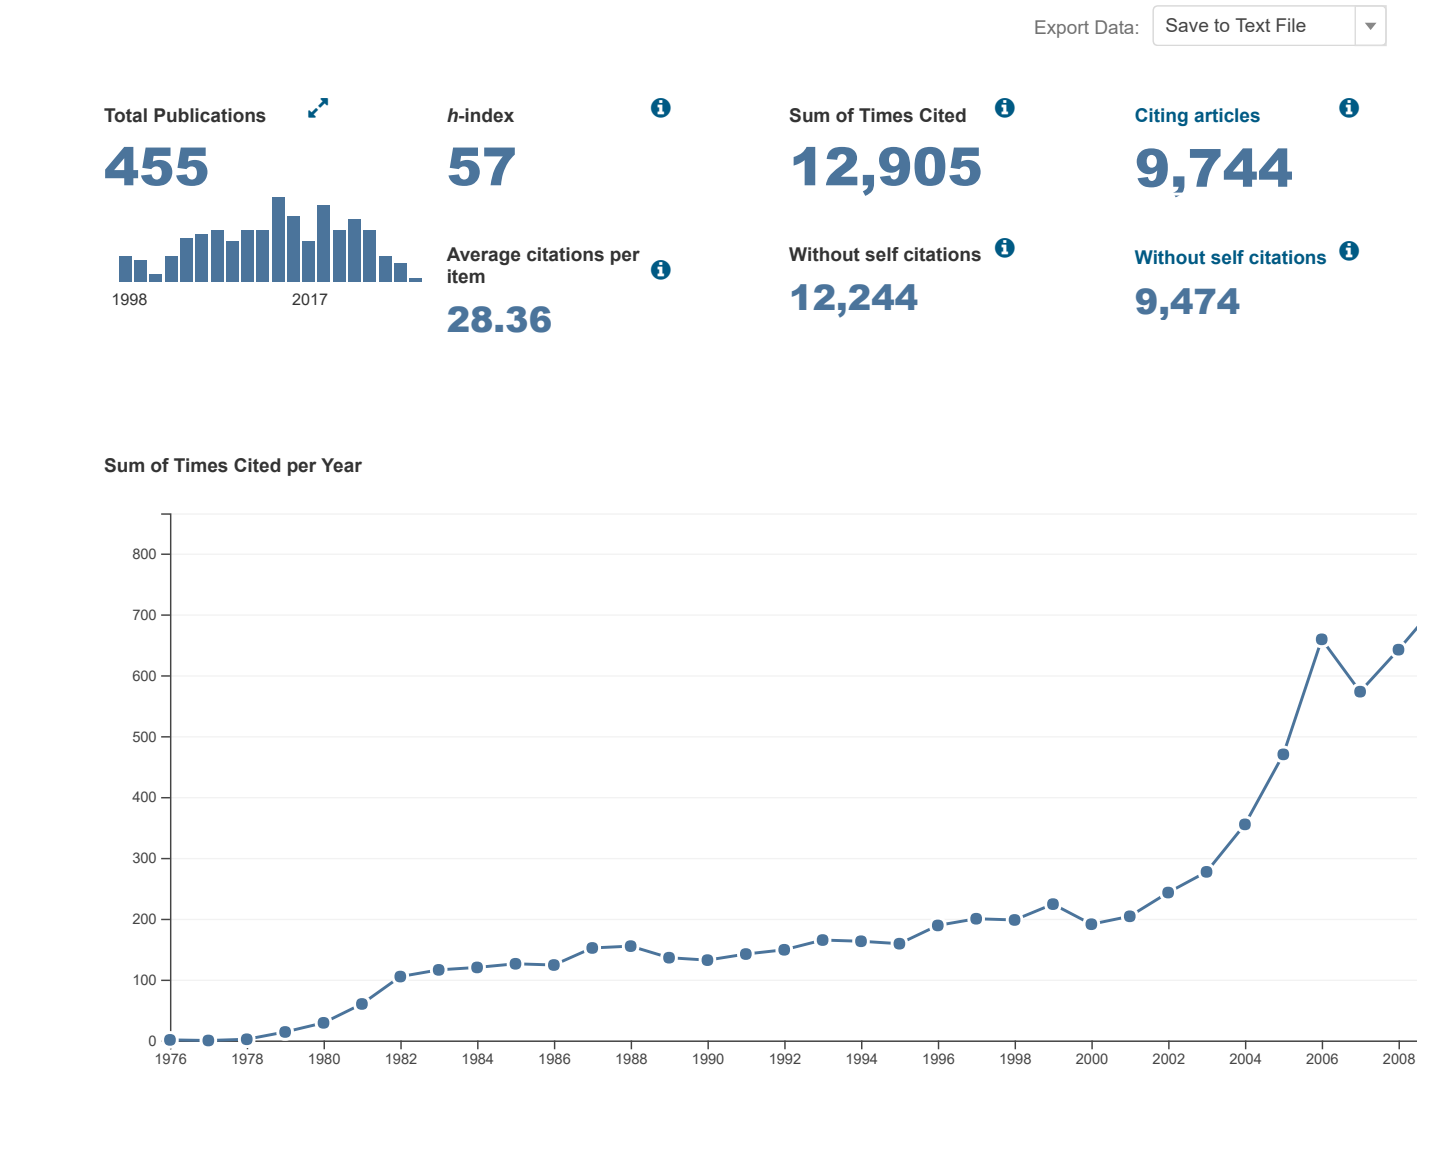 Export Data: Save to Text File
Total Publications
455
1998 2017
h-index
57
Average citations per
item
28.36
Sum of Times Cited
12,905
Without self citations
12,244
Citing articles
9,744
Without self citations
9,474
Sum of Times Cited per Year
800
700
600
500
400
300
200
100
0
1976 1978 1980 1982 1984 1986 1988 1990 1992 1994 1996 1998 2000 2002 2004 2006 2008